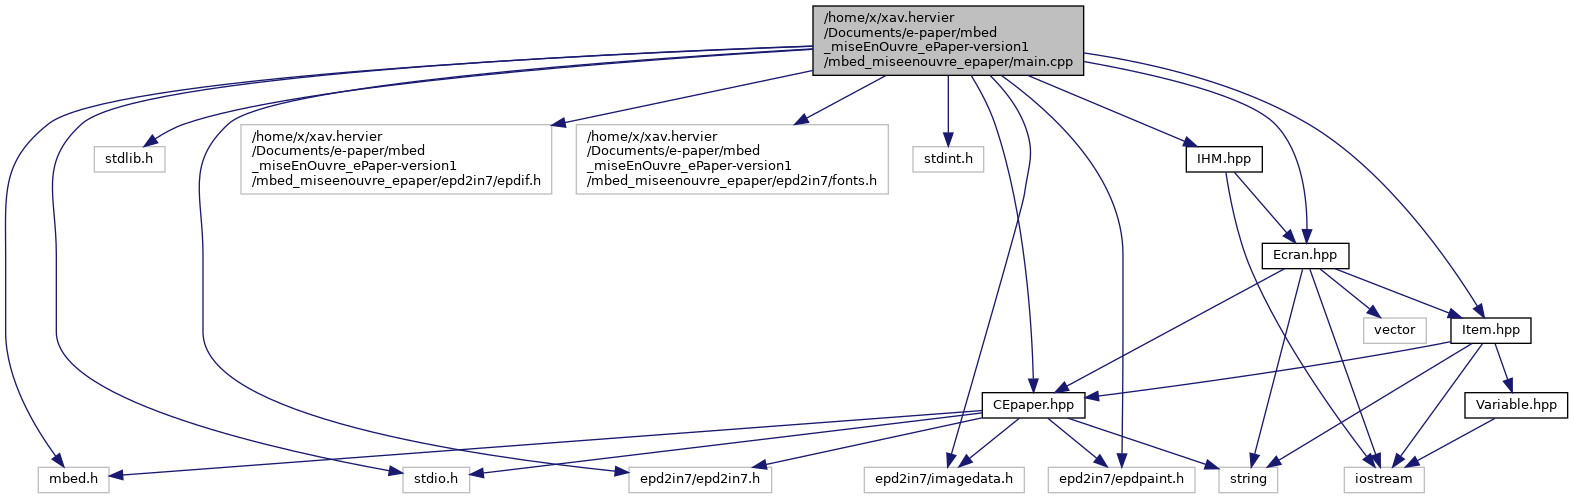 /home/x/xav.hervier
/Documents/e-paper/mbed
_miseEnOuvre_ePaper-version1
/mbed_miseenouvre_epaper/main.cpp
stdlib.h
/home/x/xav.hervier
/Documents/e-paper/mbed
_miseEnOuvre_ePaper-version1
/mbed_miseenouvre_epaper/epd2in7/epdif.h
/home/x/xav.hervier
/Documents/e-paper/mbed
_miseEnOuvre_ePaper-version1
/mbed_miseenouvre_epaper/epd2in7/fonts.h
stdint.h
IHM.hpp
Ecran.hpp
vector
Item.hpp
CEpaper.hpp
Variable.hpp
mbed.h
stdio.h
epd2in7/epd2in7.h
epd2in7/imagedata.h
epd2in7/epdpaint.h
string
iostream